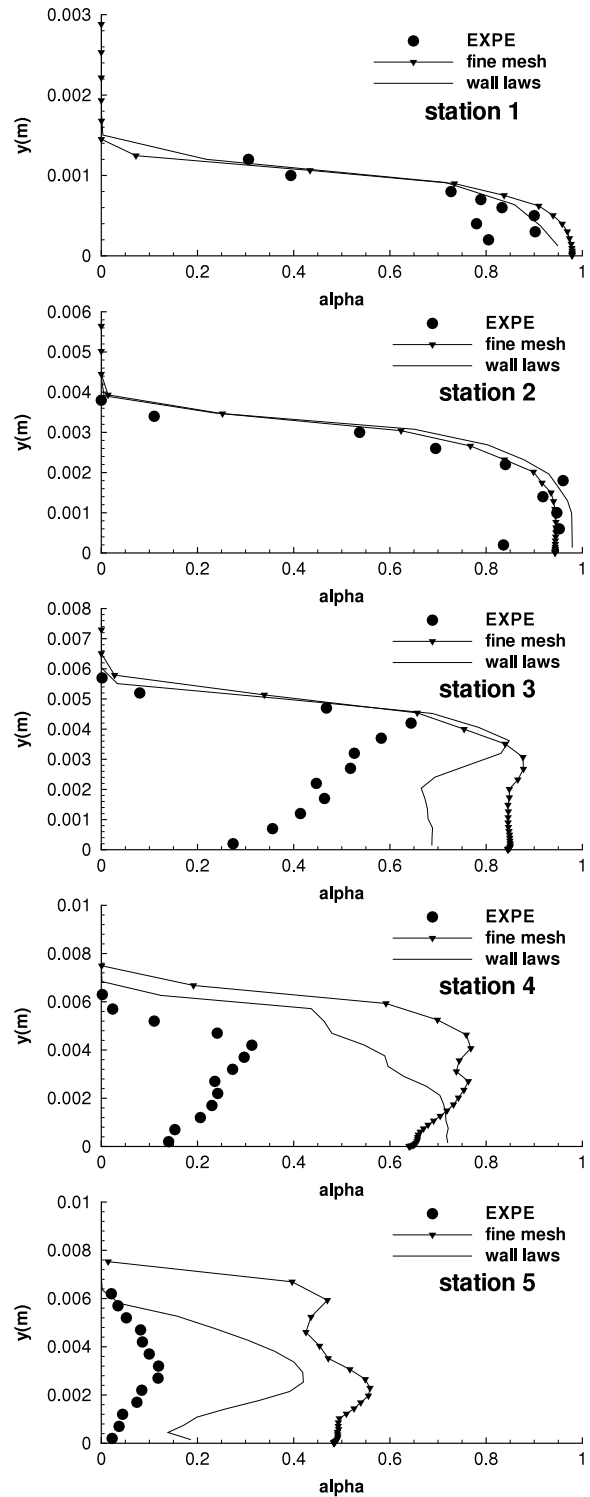 EXPE
fine mesh
wall laws
station 1
y(m)
0.003
0.002
0.001
0
0.2
0.4
0.6
0.8
1
alpha
EXPE
fine mesh
wall laws
station 2
y(m)
0.006
0.005
0.004
0.003
0.002
0.001
0
0
0.2
0.4
0.6
0.8
1
alpha
EXPE
fine mesh
wall laws
station 3
y(m)
0.008
0.007
0.006
0.005
0.004
0.003
0.002
0.001
0
0
0.2
0.4
0.6
0.8
1
alpha
EXPE
fine mesh
wall laws
station 4
y(m)
0.01
0.008
0.006
0.004
0.002
0
0
0.2
0.4
0.6
0.8
1
alpha
EXPE
fine mesh
wall laws
station 5
y(m)
0.01
0.008
0.006
0.004
0.002
0
0
0.2
0.4
0.6
0.8
1
alpha